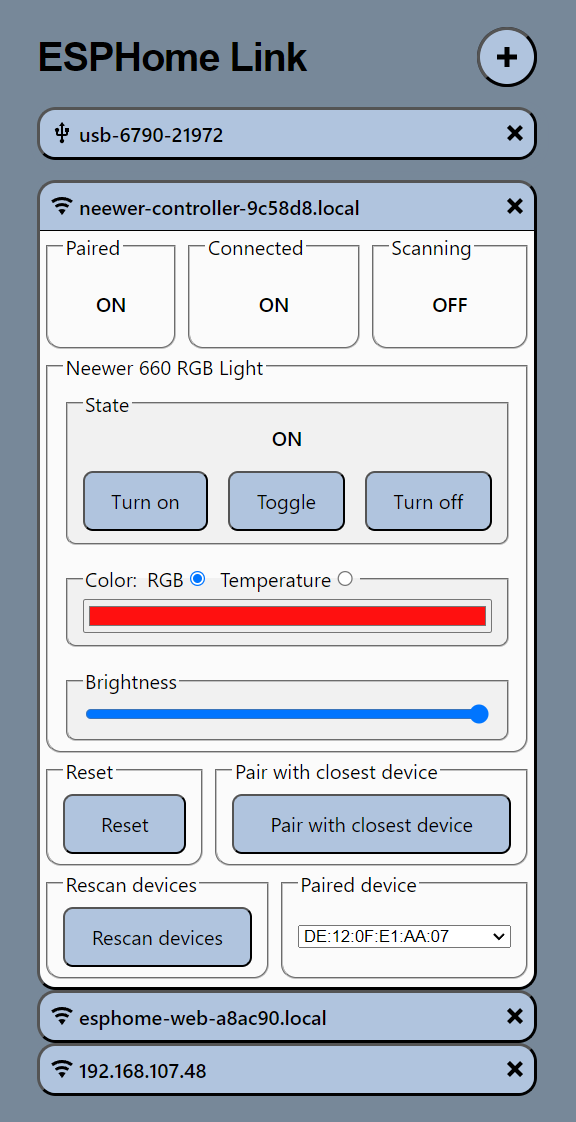 ESPHome Link
usb-6790-21972
neewer-controller-9c58d8.local
Paired Connected Scanning
ON ON OFF
Neewer 660 RGB Light
State
ON
Turn on Toggle Turn off
Color: RGB Temperature
Brightness
Reset Pair with closest device
Reset Pair with closest device
Rescan devices Paired device
Rescan devices DE:12:0F:E1:AA:07
esphome-web-a8ac90.local
192.168.107.48